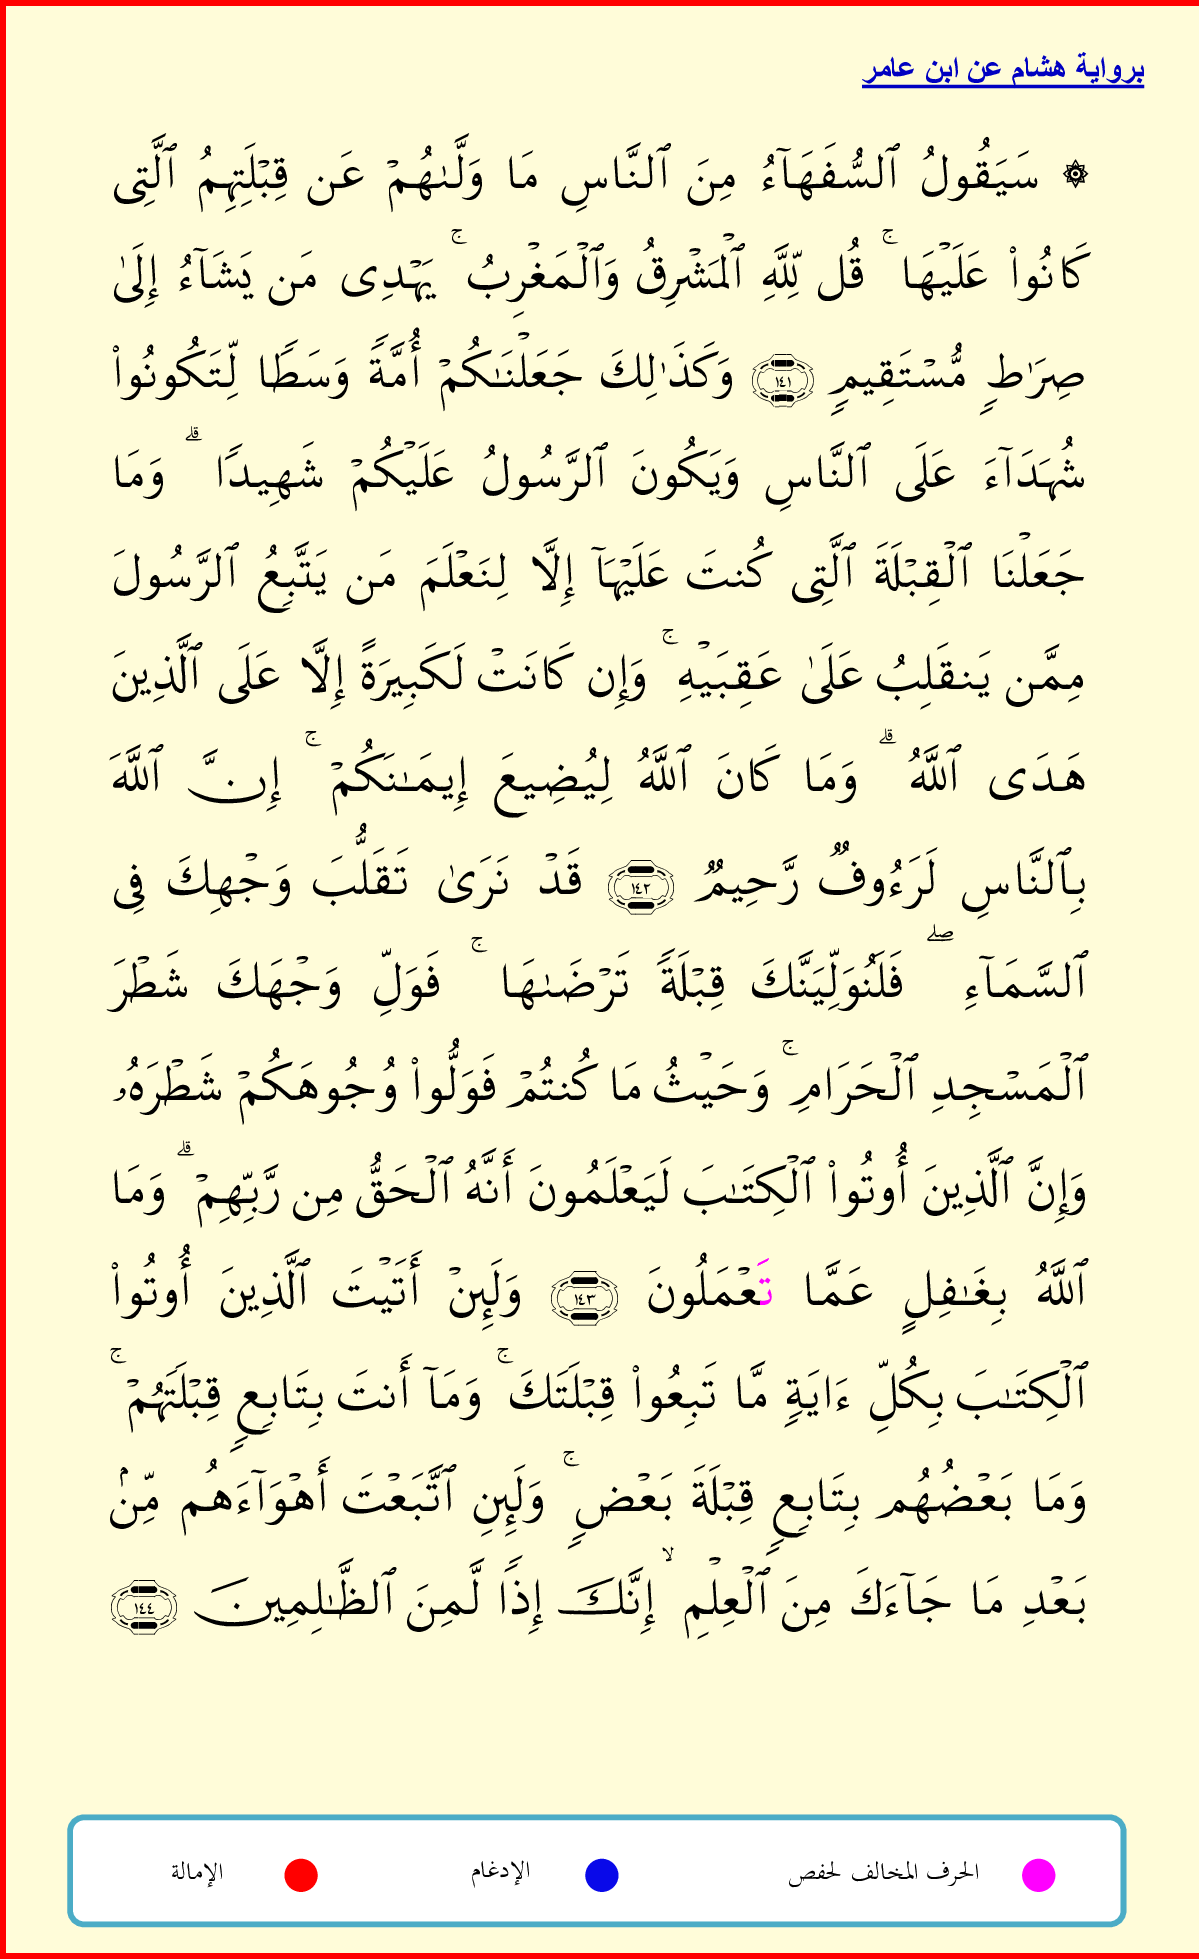 برواية هشام عن ابن عامر
۞ سَيَقُولُ ٱلسُّفَهَآءُ مِنَ ٱلنَّاسِ مَا وَلَّىٰهُمۡ عَن قِبۡلَتِهِمُ ٱلَّتِى
كَانُواْ عَلَيۡهَا ۚ قُل لِّلَّهِ ٱلۡمَشۡرِقُ وَٱلۡمَغۡرِبُ ۚ يَهۡدِى مَن يَشَآءُ إِلَىٰ
صِرَٰطٍ مُّسۡتَقِيمٍ ١٤١ وَكَذَٰلِكَ جَعَلۡنَـٰكُمۡ أُمَّةً وَسَطًا لِّتَكُونُواْ
شُهَدَآءَ عَلَى ٱلنَّاسِ وَيَكُونَ ٱلرَّسُولُ عَلَيۡكُمۡ شَهِيدًا ۗ وَمَا
جَعَلۡنَا ٱلۡقِبۡلَةَ ٱلَّتِى كُنتَ عَلَيۡهَآ إِلَّا لِنَعۡلَمَ مَن يَتَّبِعُ ٱلرَّسُولَ
مِمَّن يَنقَلِبُ عَلَىٰ عَقِبَيۡهِ ۚ وَإِن كَانَتۡ لَكَبِيرَةً إِلَّا عَلَى ٱلَّذِينَ
هَدَى ٱللَّهُ ۗ وَمَا كَانَ ٱللَّهُ لِيُضِيعَ إِيمَـٰنَكُمۡ ۚ إِنَّ ٱللَّهَ
بِٱلنَّاسِ لَرَءُوفٌ رَّحِيمٌ ١٤٢ قَدۡ نَرَىٰ تَقَلُّبَ وَجۡهِكَ فِى
ٱلسَّمَآءِ ۖ فَلَنُوَلِّيَنَّكَ قِبۡلَةً تَرۡضَىٰهَا ۚ فَوَلِّ وَجۡهَكَ شَطۡرَ
ٱلۡمَسۡجِدِ ٱلۡحَرَامِ ۚ وَحَيۡثُ مَا كُنتُمۡ فَوَلُّواْ وُجُوهَكُمۡ شَطۡرَهُۥ
وَإِنَّ ٱلَّذِينَ أُوتُواْ ٱلۡكِتَـٰبَ لَيَعۡلَمُونَ أَنَّهُ ٱلۡحَقُّ مِن رَّبِّهِمۡ ۗ وَمَا
ٱللَّهُ بِغَـٰفِلٍ عَمَّا تَعۡمَلُونَ ١٤٣ وَلَئِنۡ أَتَيۡتَ ٱلَّذِينَ أُوتُواْ
ٱلۡكِتَـٰبَ بِكُلِّ ءَايَةٍ مَّا تَبِعُواْ قِبۡلَتَكَ ۚ وَمَآ أَنتَ بِتَابِعٍ قِبۡلَتَهُمۡ ۚ
وَمَا بَعۡضُهُم بِتَابِعٍ قِبۡلَةَ بَعۡضٍ ۚ وَلَئِنِ ٱتَّبَعۡتَ أَهۡوَآءَهُم مِّنۢ
بَعۡدِ مَا جَآءَكَ مِنَ ٱلۡعِلۡمِ ۙ إِنَّكَ إِذًا لَّمِنَ ٱلظَّـٰلِمِينَ ١٤٤
الحرف المخالف لحفص الإدغام الإمالة